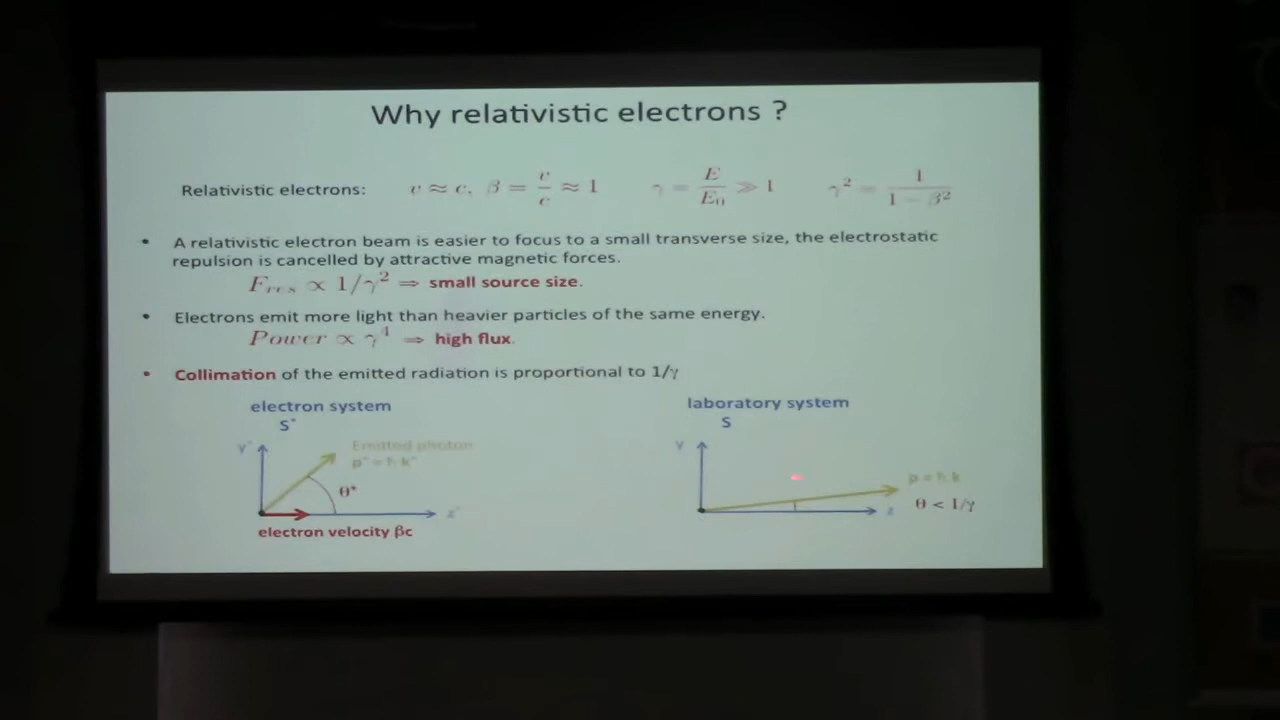 Why relativistic electrons ?
Relativistic electrons: v ≈ c, β = v/c ≈ 1 γ = E/E₀ ≫ 1 γ² = 1/(1 − β²)
• A relativistic electron beam is easier to focus to a small transverse size, the electrostatic
repulsion is cancelled by attractive magnetic forces.
F_res ∝ 1/γ² ⇒ small source size.
• Electrons emit more light than heavier particles of the same energy.
Power ∝ γ⁴ ⇒ high flux.
• Collimation of the emitted radiation is proportional to 1/γ
electron system
S*
laboratory system
S
y*
Emitted photon
p* = ħ k*
θ*
z*
electron velocity βc
y
p = ħ k
z
θ < 1/γ